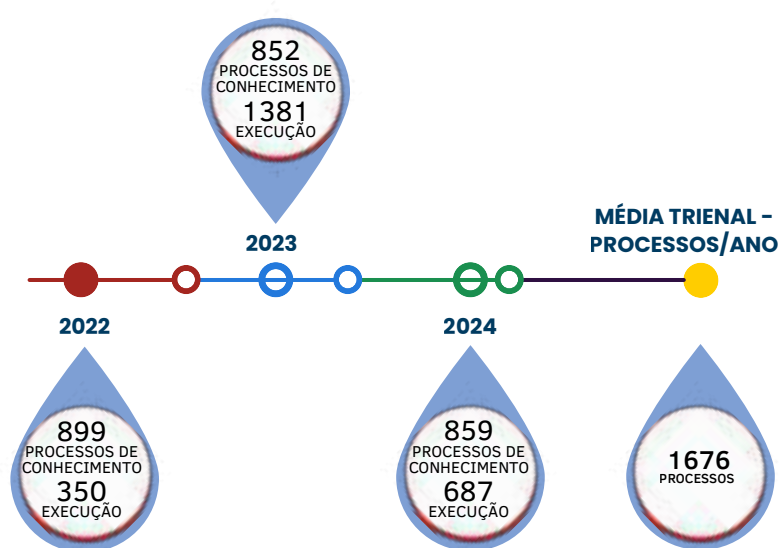 852
PROCESSOS DE
CONHECIMENTO
1381
EXECUÇÃO
2023
MÉDIA TRIENAL -
PROCESSOS/ANO
2022
2024
899
PROCESSOS DE
CONHECIMENTO
350
EXECUÇÃO
859
PROCESSOS DE
CONHECIMENTO
687
EXECUÇÃO
1676
PROCESSOS